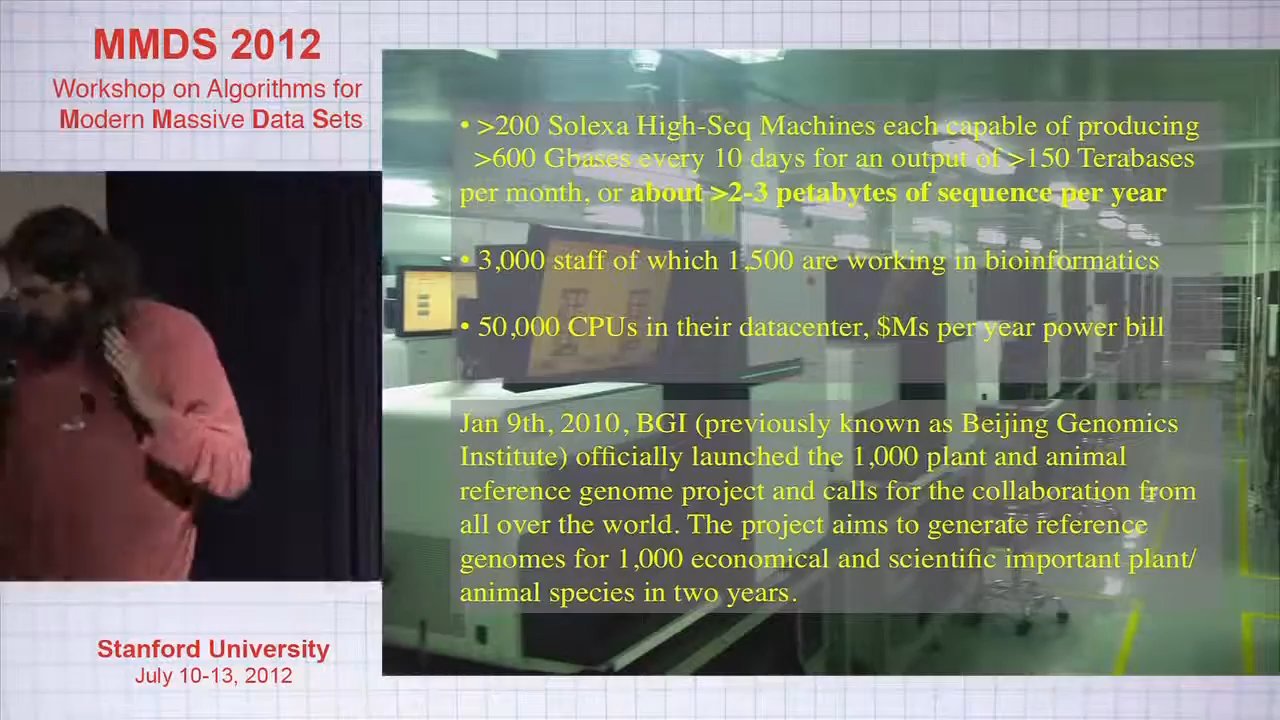 MMDS 2012
Workshop on Algorithms for
Modern Massive Data Sets
• >200 Solexa High-Seq Machines each capable of producing
>600 Gbases every 10 days for an output of >150 Terabases
per month, or about >2-3 petabytes of sequence per year
• 3,000 staff of which 1,500 are working in bioinformatics
• 50,000 CPUs in their datacenter, $Ms per year power bill
Jan 9th, 2010, BGI (previously known as Beijing Genomics
Institute) officially launched the 1,000 plant and animal
reference genome project and calls for the collaboration from
all over the world. The project aims to generate reference
genomes for 1,000 economical and scientific important plant/
animal species in two years.
Stanford University
July 10-13, 2012